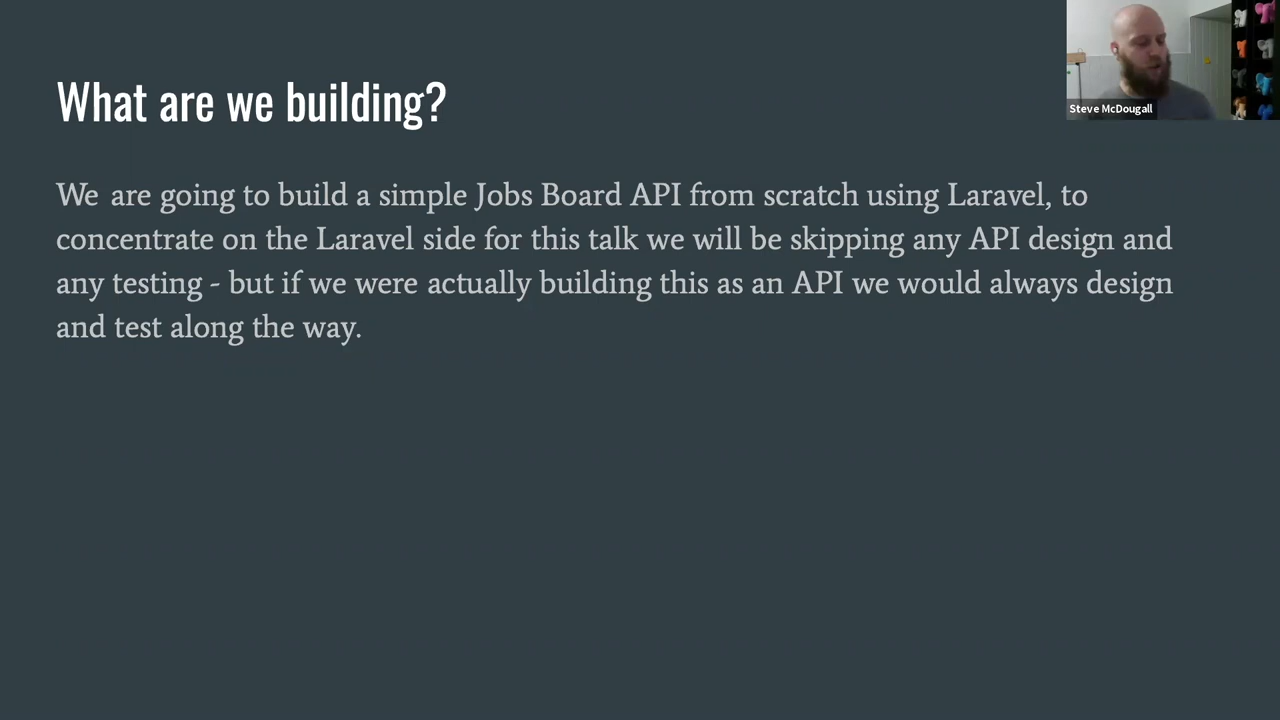 What are we building?
Steve McDougall
We are going to build a simple Jobs Board API from scratch using Laravel, to
concentrate on the Laravel side for this talk we will be skipping any API design and
any testing - but if we were actually building this as an API we would always design
and test along the way.